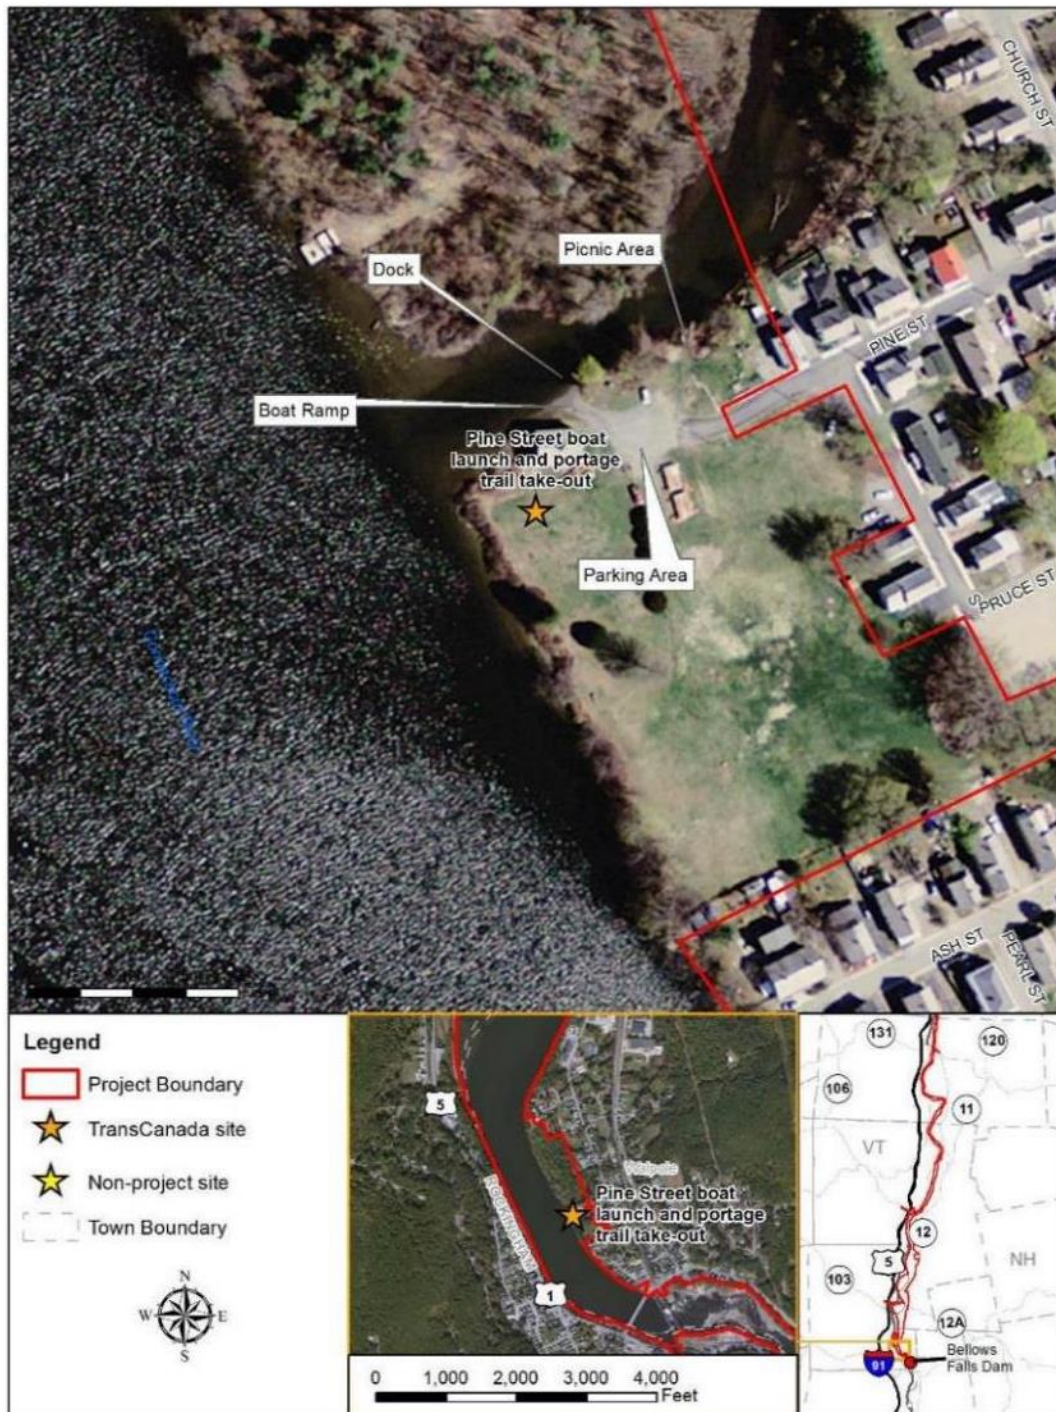 CHURCH ST
Picnic Area
Dock
PINE ST
Boat Ramp
Pine Street boat
launch and portage
trail take-out
Parking Area
SPRUCE ST
ASH ST
PEARL ST
Legend
Project Boundary
TransCanada site
Non-project site
Town Boundary
N
W
E
S
5
Walpole
ROCKINGHAM
Pine Street boat
launch and portage
trail take-out
1
0 1,000 2,000 3,000 4,000
Feet
131
120
106
11
VT
12
5
NH
103
12A
Bellows
Falls Dam
91